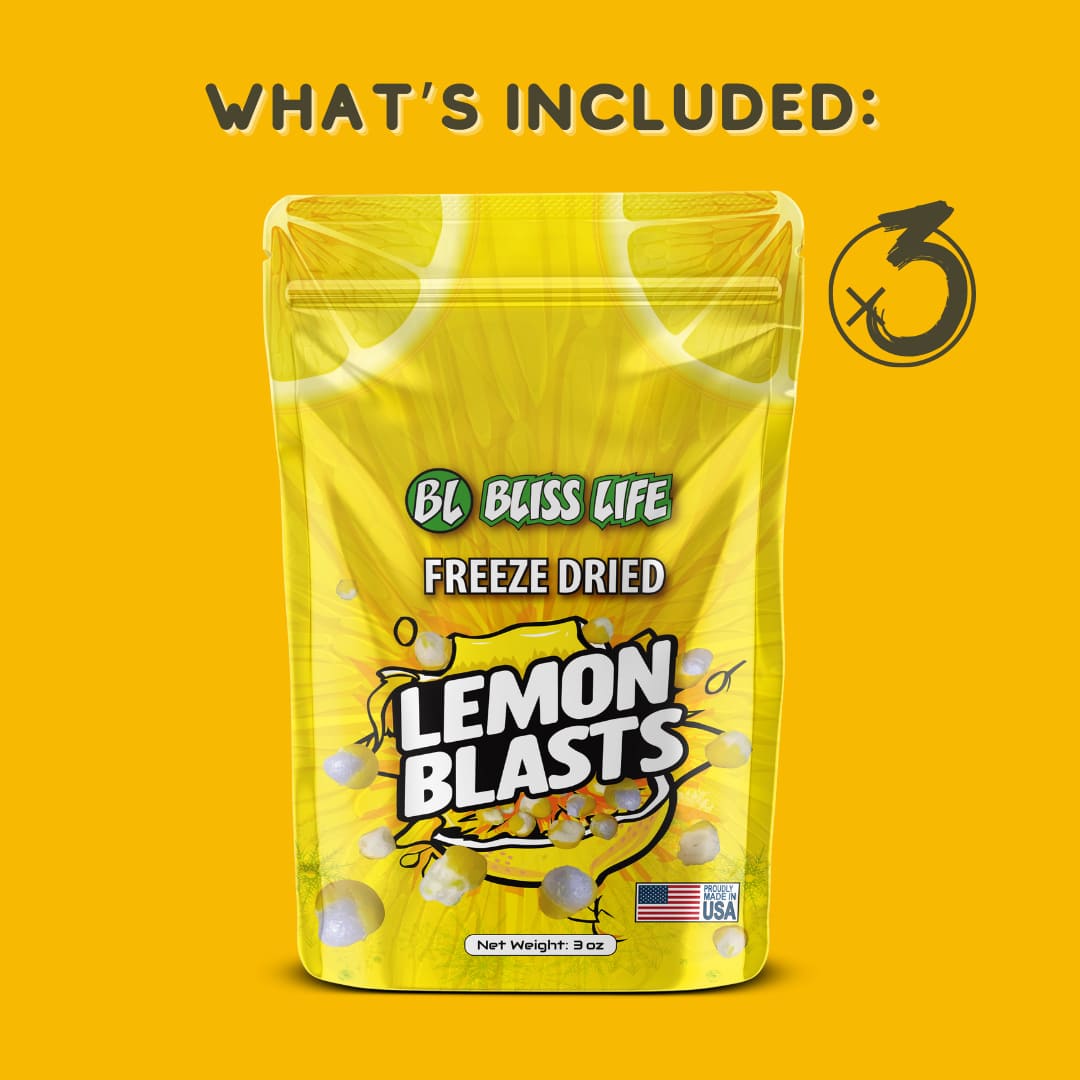 WHAT'S INCLUDED:
x3
BL BLISS LIFE
FREEZE DRIED
LEMON
BLASTS
PROUDLY
MADE IN
USA
Net Weight: 3 oz